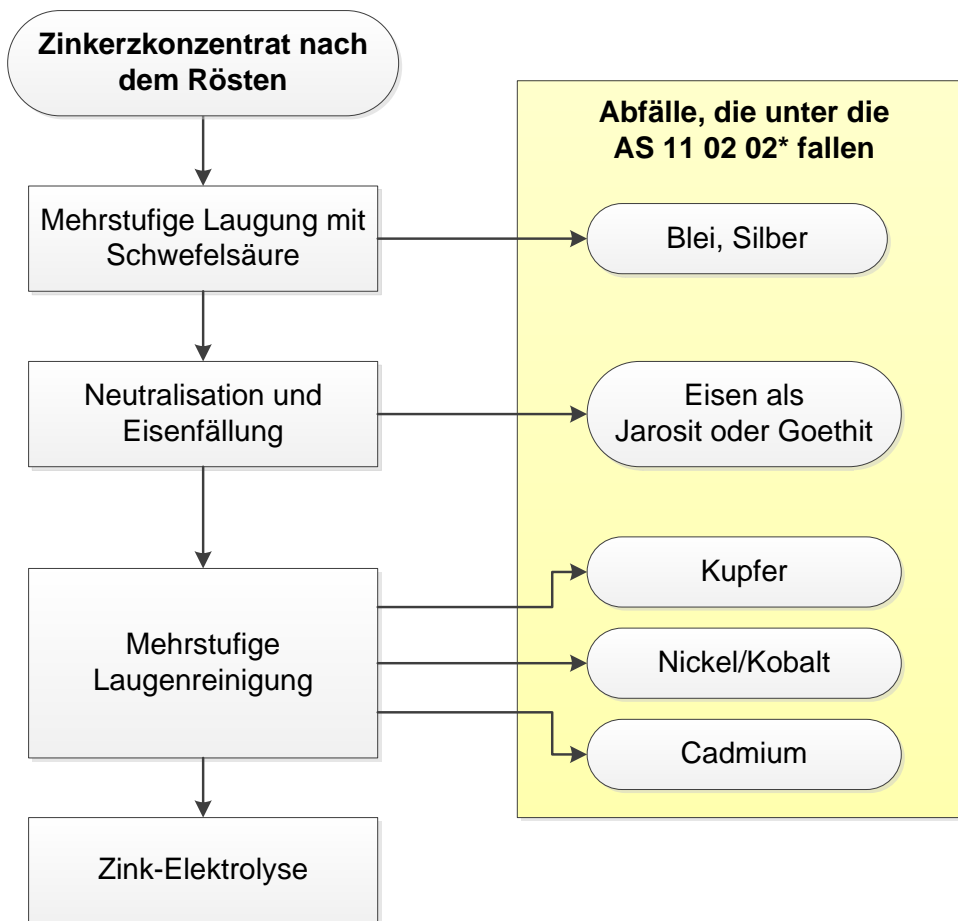 Zinkerzkonzentrat nach
dem Rösten
Abfälle, die unter die
AS 11 02 02* fallen
Mehrstufige Laugung mit
Schwefelsäure
Blei, Silber
Neutralisation und
Eisenfällung
Eisen als
Jarosit oder Goethit
Mehrstufige
Laugenreinigung
Kupfer
Nickel/Kobalt
Cadmium
Zink-Elektrolyse